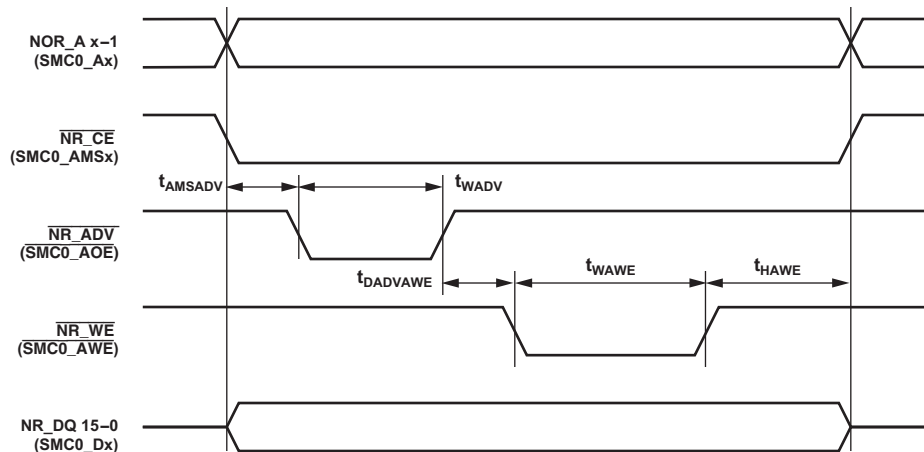 NOR_A x–1
(SMC0_Ax)
NR_CE
(SMC0_AMSx)
tAMSADV
tWADV
NR_ADV
(SMC0_AOE)
tDADVAWE
tWAWE
tHAWE
NR_WE
(SMC0_AWE)
NR_DQ 15–0
(SMC0_Dx)